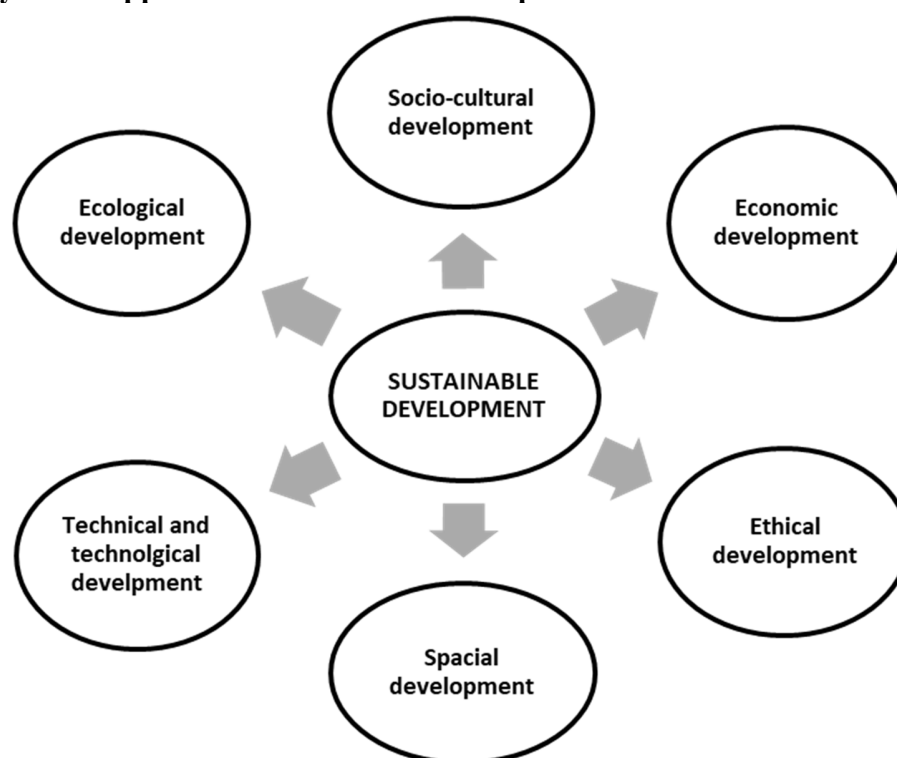 Socio-cultural
development
Ecological
development
Economic
development
SUSTAINABLE
DEVELOPMENT
Technical and
technolgical
develpment
Ethical
development
Spacial
development